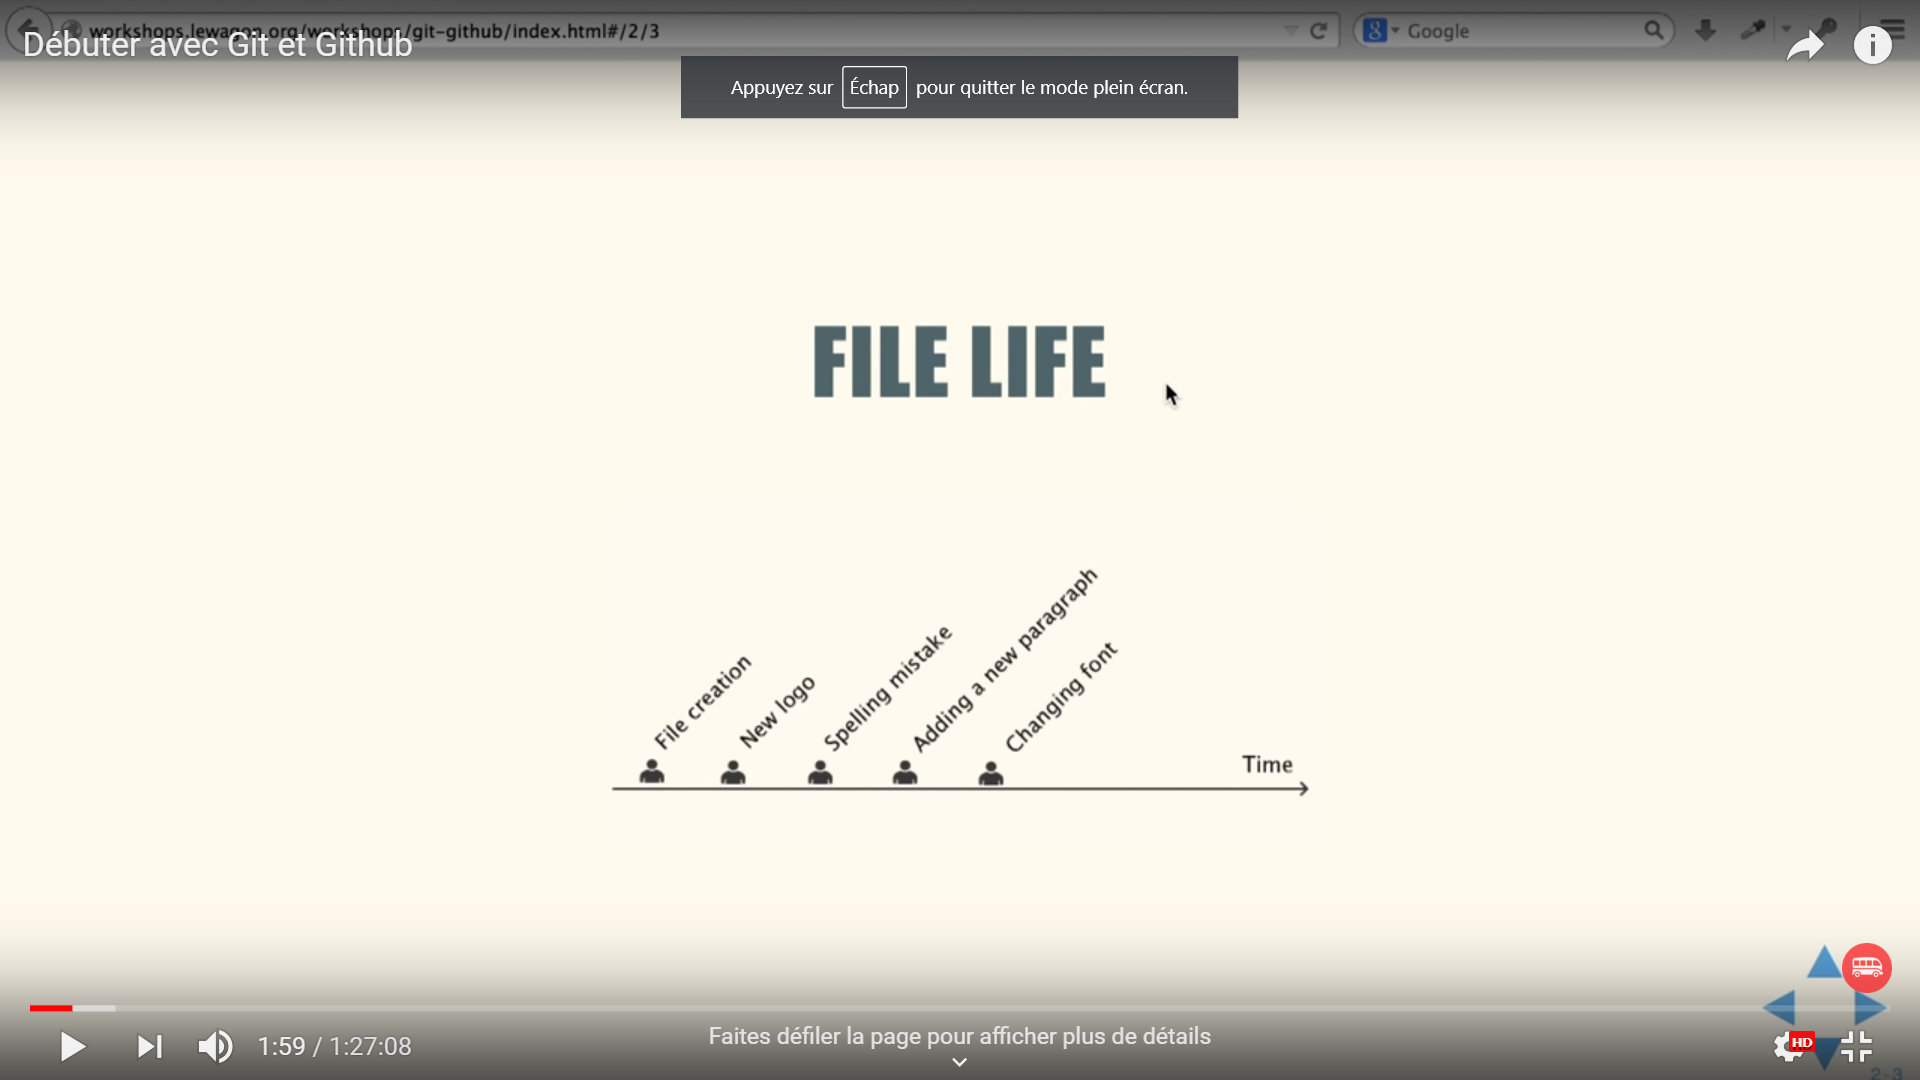 workshops.lewagon.org/workshops/git-github/index.html#/2/3
Google
Débuter avec Git et Github
Appuyez sur Échap pour quitter le mode plein écran.
FILE LIFE
File creation
New logo
Spelling mistake
Adding a new paragraph
Changing font
Time
1:59 / 1:27:08
Faites défiler la page pour afficher plus de détails
HD
2-3